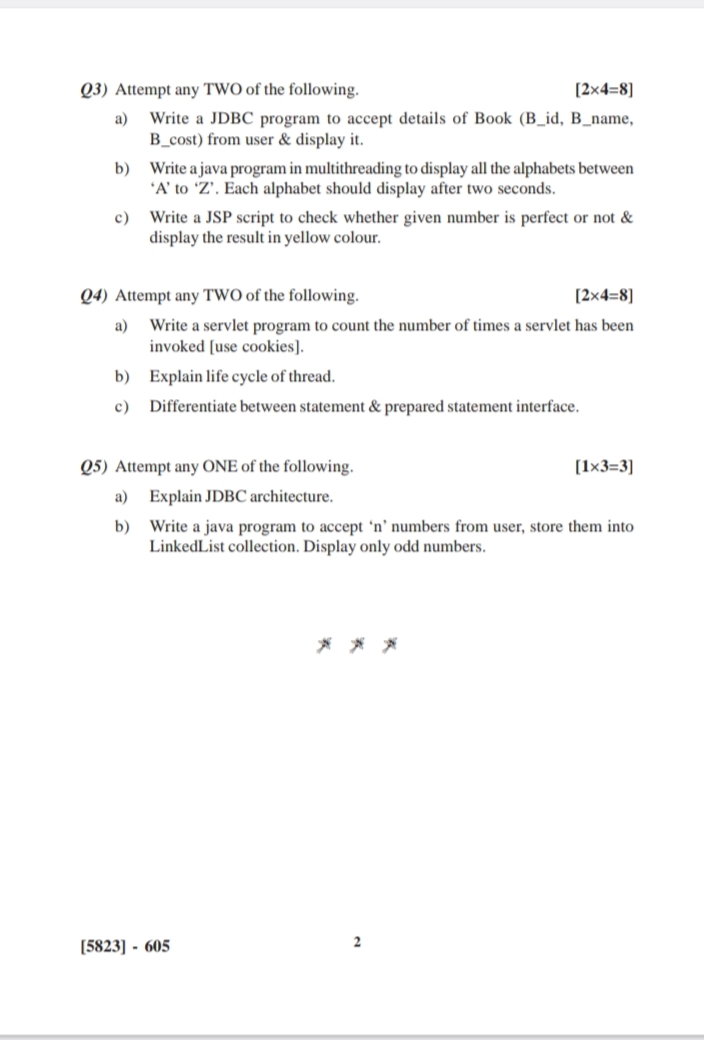 Q3) Attempt any TWO of the following. [2×4=8]
a) Write a JDBC program to accept details of Book (B_id, B_name,
B_cost) from user & display it.
b) Write a java program in multithreading to display all the alphabets between
‘A’ to ‘Z’. Each alphabet should display after two seconds.
c) Write a JSP script to check whether given number is perfect or not &
display the result in yellow colour.
Q4) Attempt any TWO of the following. [2×4=8]
a) Write a servlet program to count the number of times a servlet has been
invoked [use cookies].
b) Explain life cycle of thread.
c) Differentiate between statement & prepared statement interface.
Q5) Attempt any ONE of the following. [1×3=3]
a) Explain JDBC architecture.
b) Write a java program to accept ‘n’ numbers from user, store them into
LinkedList collection. Display only odd numbers.
[5823] - 605 2